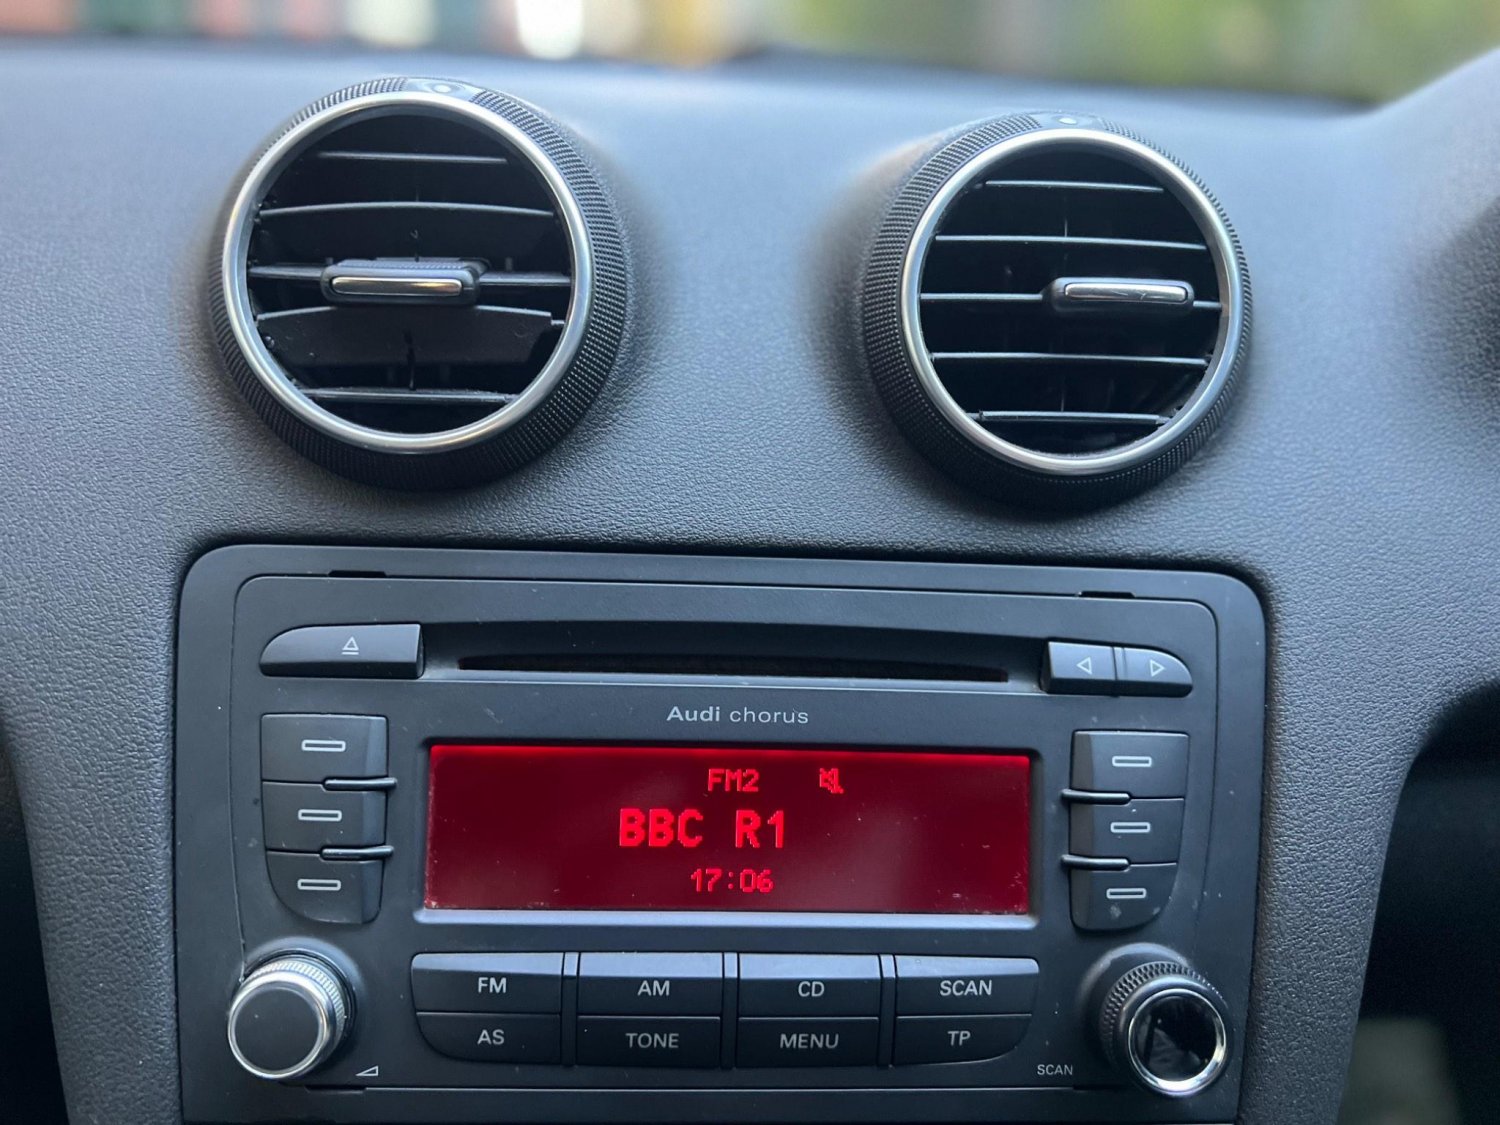 Audi chorus
FM2
BBC R1
17:06
FM AM CD SCAN
AS TONE MENU TP
SCAN